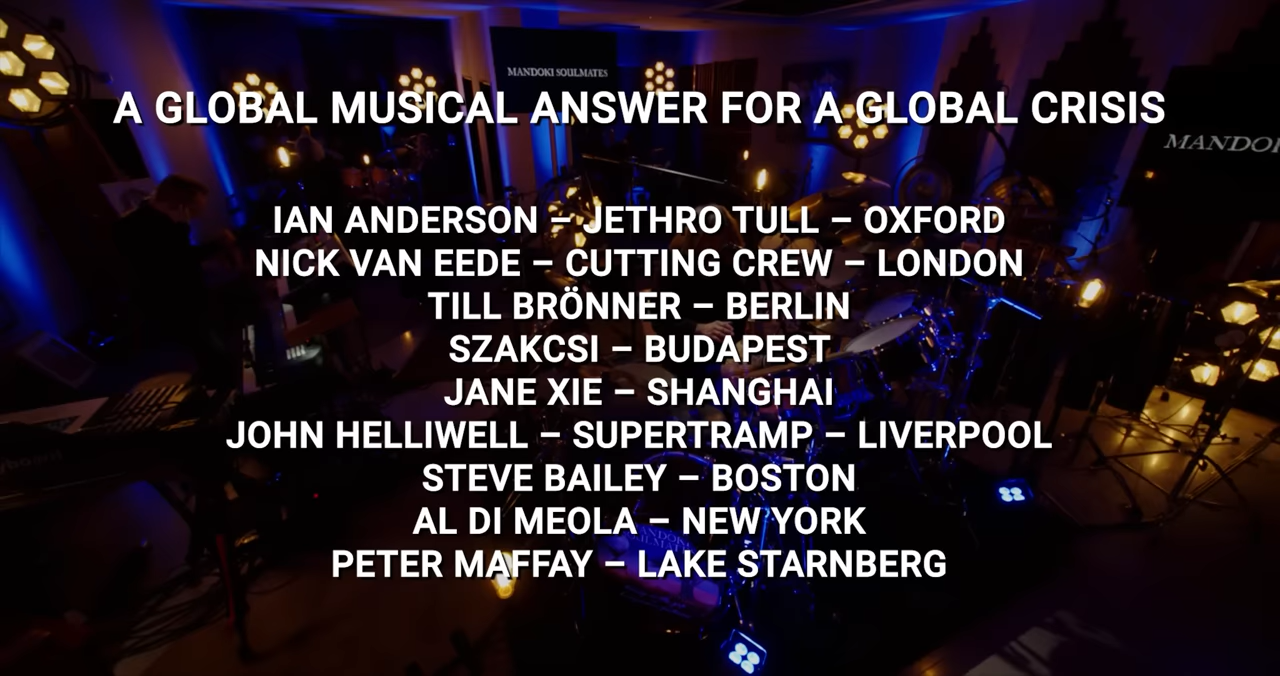 MANDOKI SOULMATES
A GLOBAL MUSICAL ANSWER FOR A GLOBAL CRISIS
IAN ANDERSON – JETHRO TULL – OXFORD
NICK VAN EEDE – CUTTING CREW – LONDON
TILL BRÖNNER – BERLIN
SZAKCSI – BUDAPEST
JANE XIE – SHANGHAI
JOHN HELLIWELL – SUPERTRAMP – LIVERPOOL
STEVE BAILEY – BOSTON
AL DI MEOLA – NEW YORK
PETER MAFFAY – LAKE STARNBERG